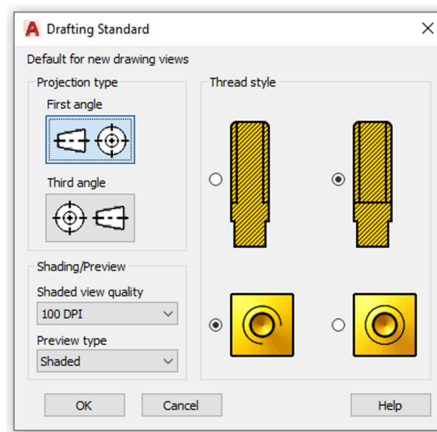 Drafting Standard
Default for new drawing views
Projection type
First angle
Third angle
Shading/Preview
Shaded view quality
100 DPI
Preview type
Shaded
Thread style
OK
Cancel
Help